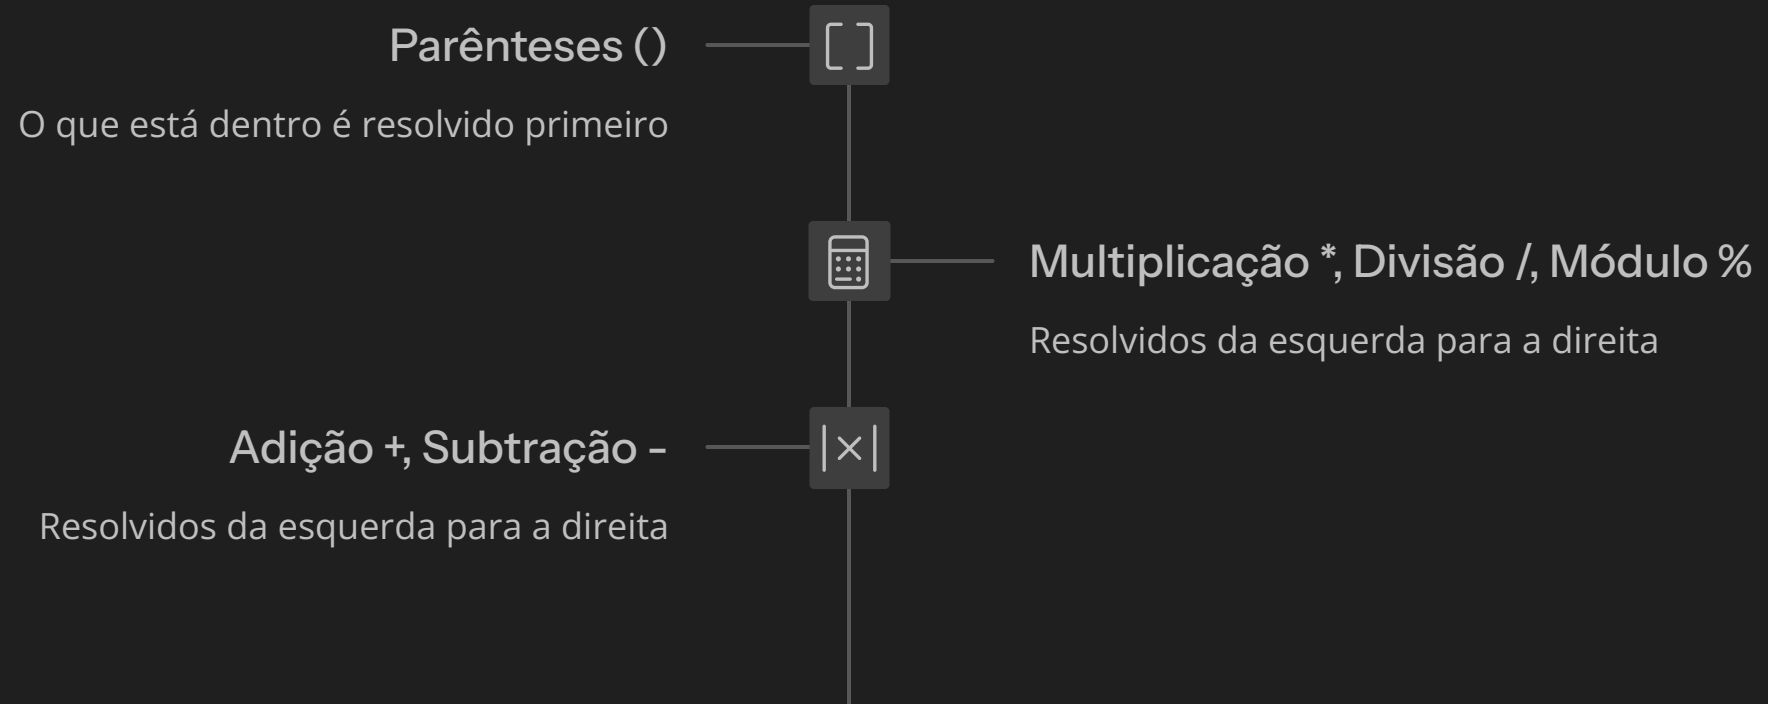 Parênteses ()
O que está dentro é resolvido primeiro
Multiplicação *, Divisão /, Módulo %
Resolvidos da esquerda para a direita
Adição +, Subtração -
Resolvidos da esquerda para a direita